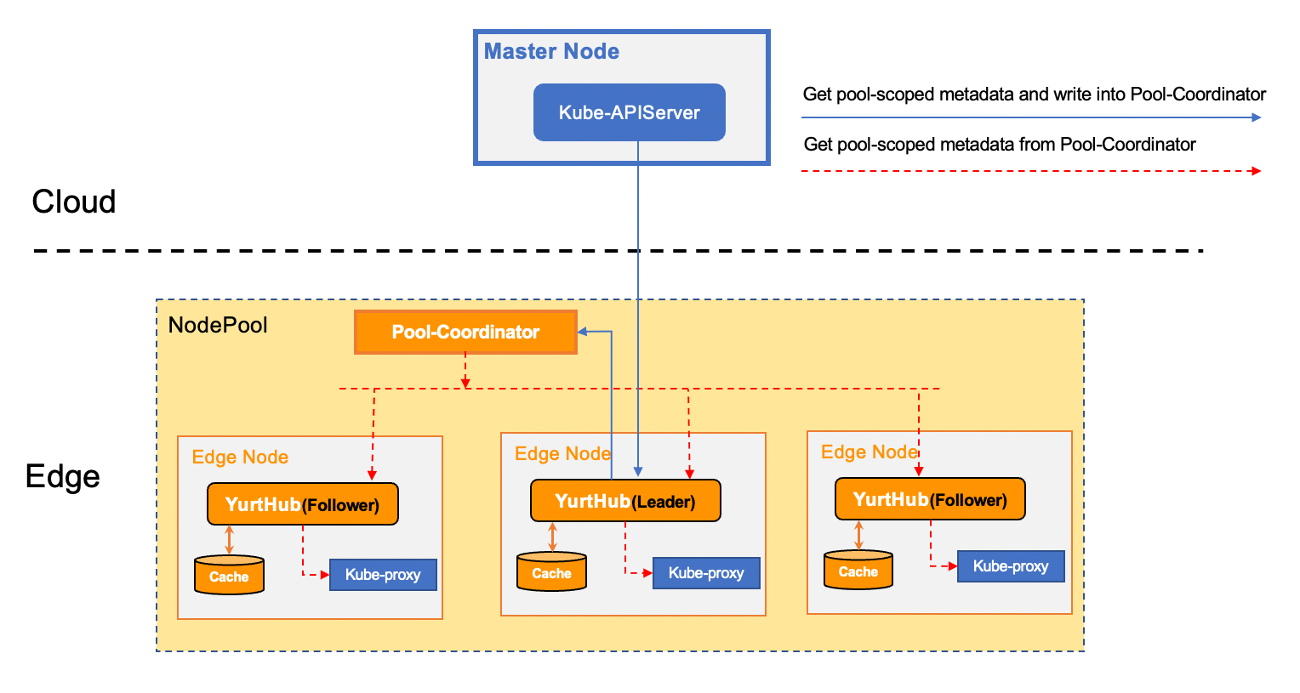 Master Node
Kube-APIServer
Get pool-scoped metadata and write into Pool-Coordinator
Get pool-scoped metadata from Pool-Coordinator
Cloud
Edge
NodePool
Pool-Coordinator
Edge Node
YurtHub(Follower)
Cache
Kube-proxy
Edge Node
YurtHub(Leader)
Cache
Kube-proxy
Edge Node
YurtHub(Follower)
Cache
Kube-proxy